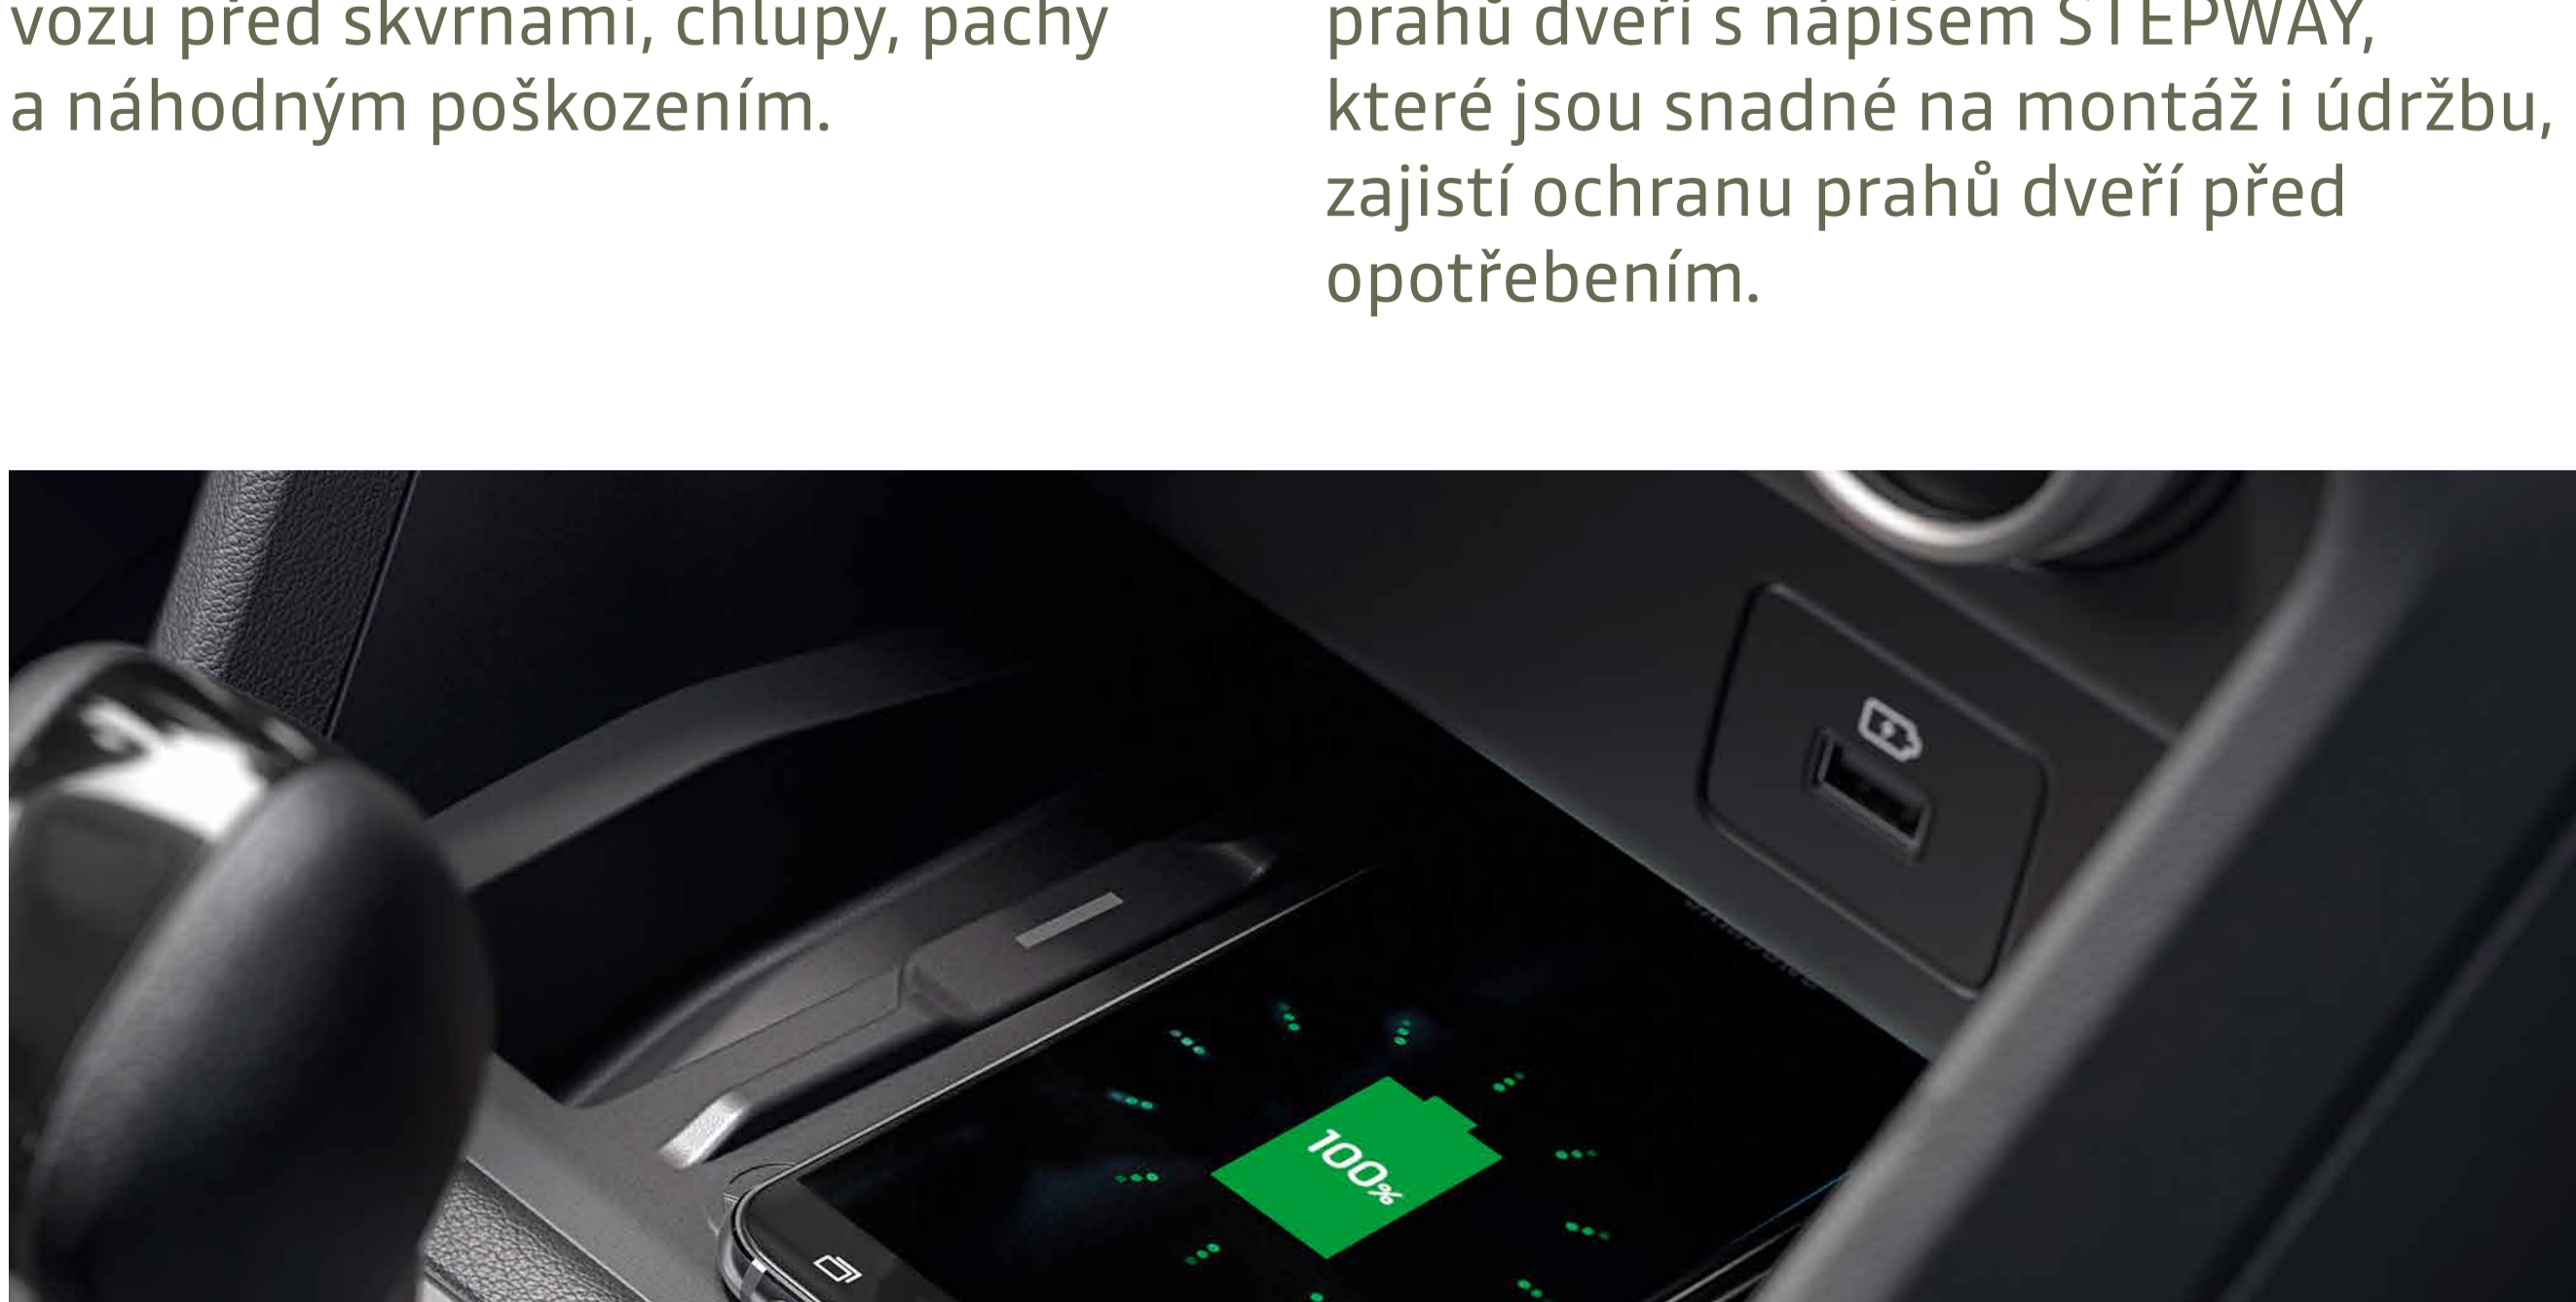 vozu před skvrnami, chlupy, pachy
a náhodným poškozením.
prahů dveří s nápisem STEPWAY,
které jsou snadné na montáž i údržbu,
zajistí ochranu prahů dveří před
opotřebením.
100%